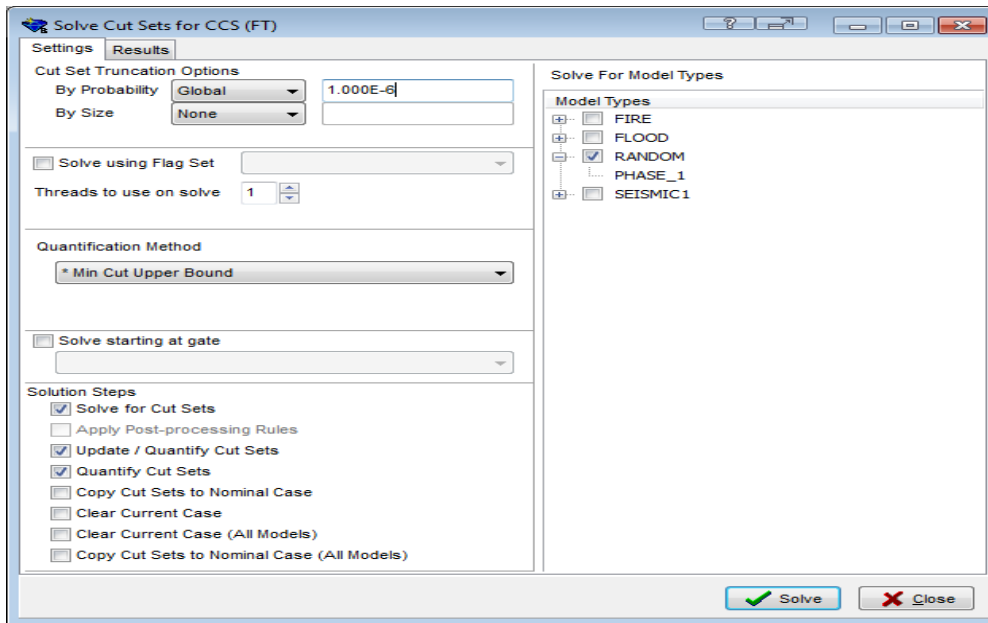 Solve Cut Sets for CCS (FT)
Settings
Results
Cut Set Truncation Options
By Probability
Global
1.000E-6
By Size
None
Solve using Flag Set
Threads to use on solve
1
Quantification Method
* Min Cut Upper Bound
Solve starting at gate
Solution Steps
Solve for Cut Sets
Apply Post-processing Rules
Update / Quantify Cut Sets
Quantify Cut Sets
Copy Cut Sets to Nominal Case
Clear Current Case
Clear Current Case (All Models)
Copy Cut Sets to Nominal Case (All Models)
Solve For Model Types
Model Types
FIRE
FLOOD
RANDOM
PHASE_1
SEISMIC1
Solve
Close